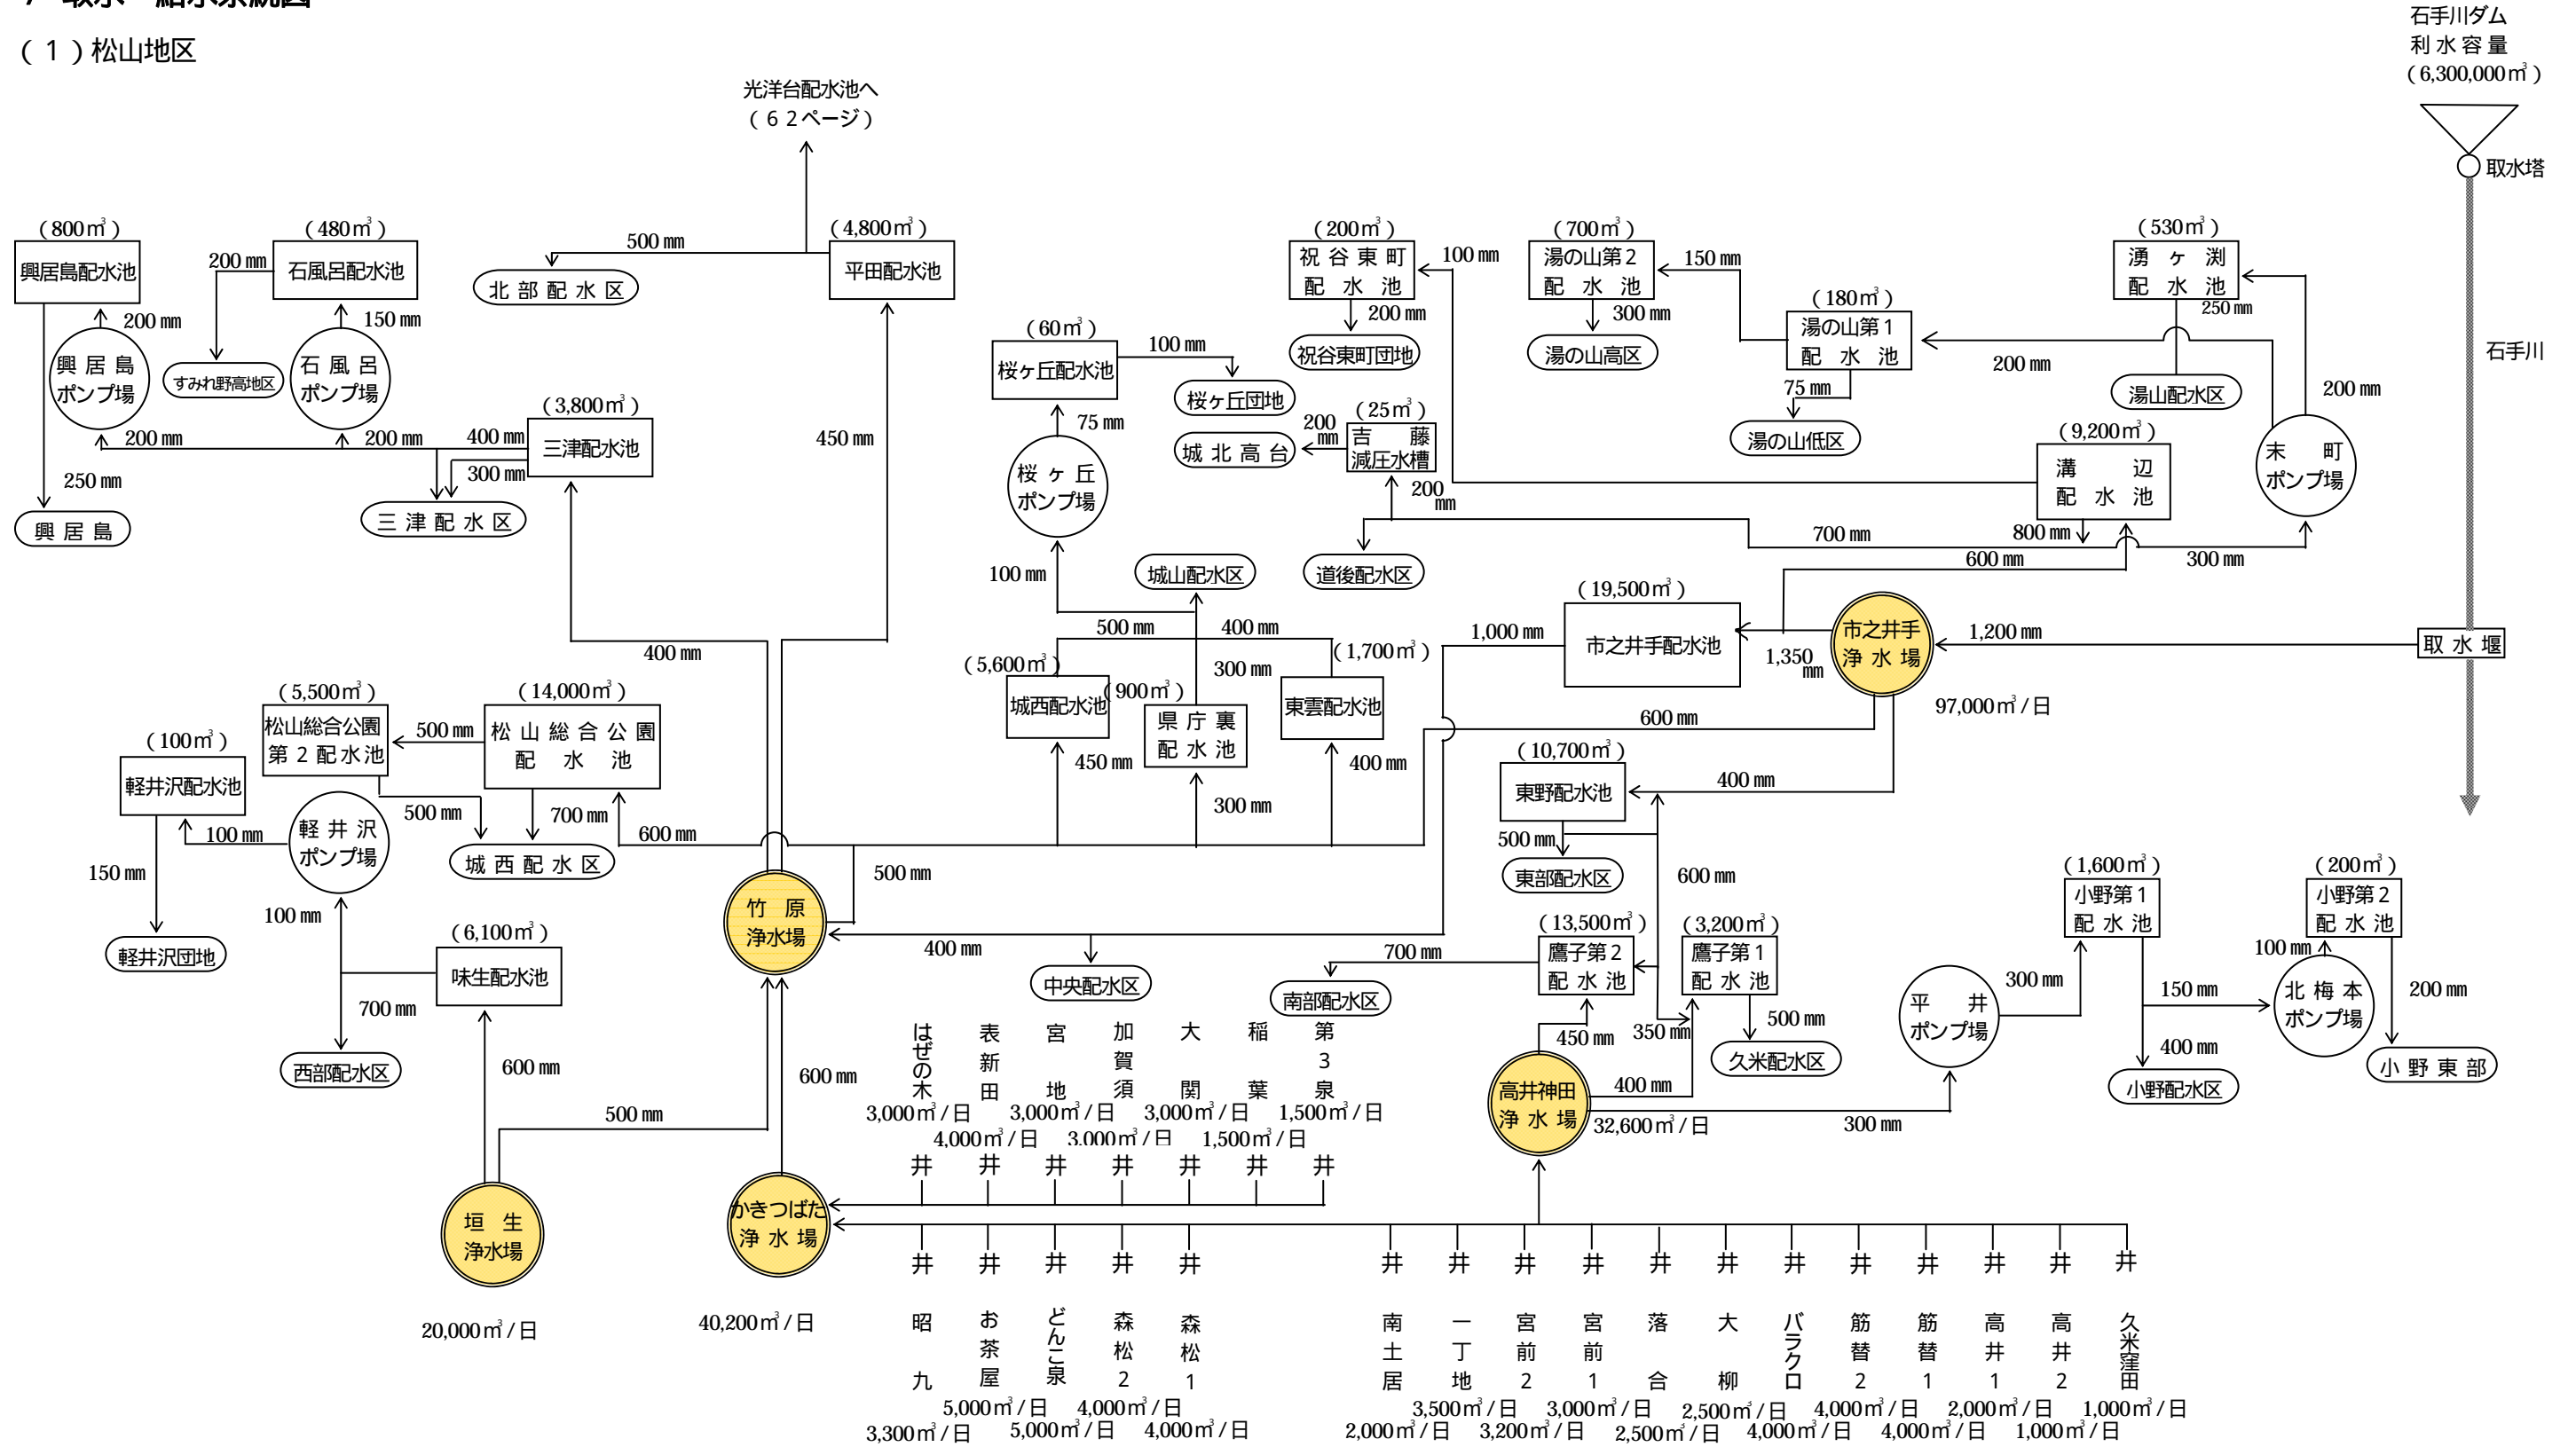 (１)松山地区
石手川ダム
利水容量
(6,300,000㎥)
取水塔
石手川
取水堰
光洋台配水池へ
(６２ページ)
(800㎥)
興居島配水池
200㎜
興居島
ポンプ場
200㎜
250㎜
興居島
(480㎥)
石風呂配水池
200㎜
すみれ野高地区
150㎜
石風呂
ポンプ場
200㎜
400㎜
300㎜
(3,800㎥)
三津配水池
三津配水区
400㎜
500㎜
北部配水区
(4,800㎥)
平田配水池
450㎜
(60㎥)
桜ヶ丘配水池
100㎜
桜ヶ丘団地
75㎜
桜ヶ丘
ポンプ場
100㎜
(200㎥)
祝谷東町
配水池
100㎜
200㎜
祝谷東町団地
(25㎥)
吉藤
減圧水槽
200
㎜
城北高台
200
㎜
道後配水区
(700㎥)
湯の山第2
配水池
150㎜
300㎜
湯の山高区
(180㎥)
湯の山第1
配水池
75㎜
湯の山低区
200㎜
(530㎥)
湧ヶ渕
配水池
250㎜
湯山配水区
200㎜
末町
ポンプ場
300㎜
(9,200㎥)
溝辺
配水池
800㎜
700㎜
600㎜
(19,500㎥)
市之井手配水池
1,000㎜
1,350
㎜
市之井手
浄水場
97,000㎥/日
1,200㎜
600㎜
400㎜
城山配水区
500㎜
400㎜
300㎜
(5,600㎥)
城西配水池
450㎜
(900㎥)
県庁裏
配水池
300㎜
(1,700㎥)
東雲配水池
400㎜
(5,500㎥)
松山総合公園
第2配水池
500㎜
500㎜
(14,000㎥)
松山総合公園
配水池
700㎜
600㎜
城西配水区
(100㎥)
軽井沢配水池
100㎜
150㎜
軽井沢団地
軽井沢
ポンプ場
100㎜
(6,100㎥)
味生配水池
700㎜
西部配水区
600㎜
500㎜
垣生
浄水場
20,000㎥/日
竹原
浄水場
500㎜
400㎜
中央配水区
600㎜
かきつばた
浄水場
40,200㎥/日
(10,700㎥)
東野配水池
500㎜
東部配水区
600㎜
(13,500㎥)
鷹子第2
配水池
700㎜
南部配水区
450㎜
(3,200㎥)
鷹子第1
配水池
350㎜
500㎜
久米配水区
高井神田
浄水場
32,600㎥/日
400㎜
300㎜
平井
ポンプ場
300㎜
(1,600㎥)
小野第1
配水池
150㎜
400㎜
小野配水区
(200㎥)
小野第2
配水池
100㎜
北梅本
ポンプ場
200㎜
小野東部
はぜの木
表新田
宮地
加賀須
大関
稲葉
第3泉
3,000㎥/日
3,000㎥/日
3,000㎥/日
1,500㎥/日
4,000㎥/日
3,000㎥/日
1,500㎥/日
井 井 井 井 井 井 井
井 井 井 井 井
昭九
お茶屋
どんこ泉
森松2
森松1
5,000㎥/日
4,000㎥/日
3,300㎥/日
5,000㎥/日
4,000㎥/日
井 井 井 井 井 井 井 井 井 井 井 井
南土居
一丁地
宮前2
宮前1
落合
大柳
バラクロ
筋替2
筋替1
高井1
高井2
久米窪田
3,500㎥/日
3,000㎥/日
2,500㎥/日
4,000㎥/日
2,000㎥/日
1,000㎥/日
2,000㎥/日
3,200㎥/日
2,500㎥/日
4,000㎥/日
4,000㎥/日
1,000㎥/日